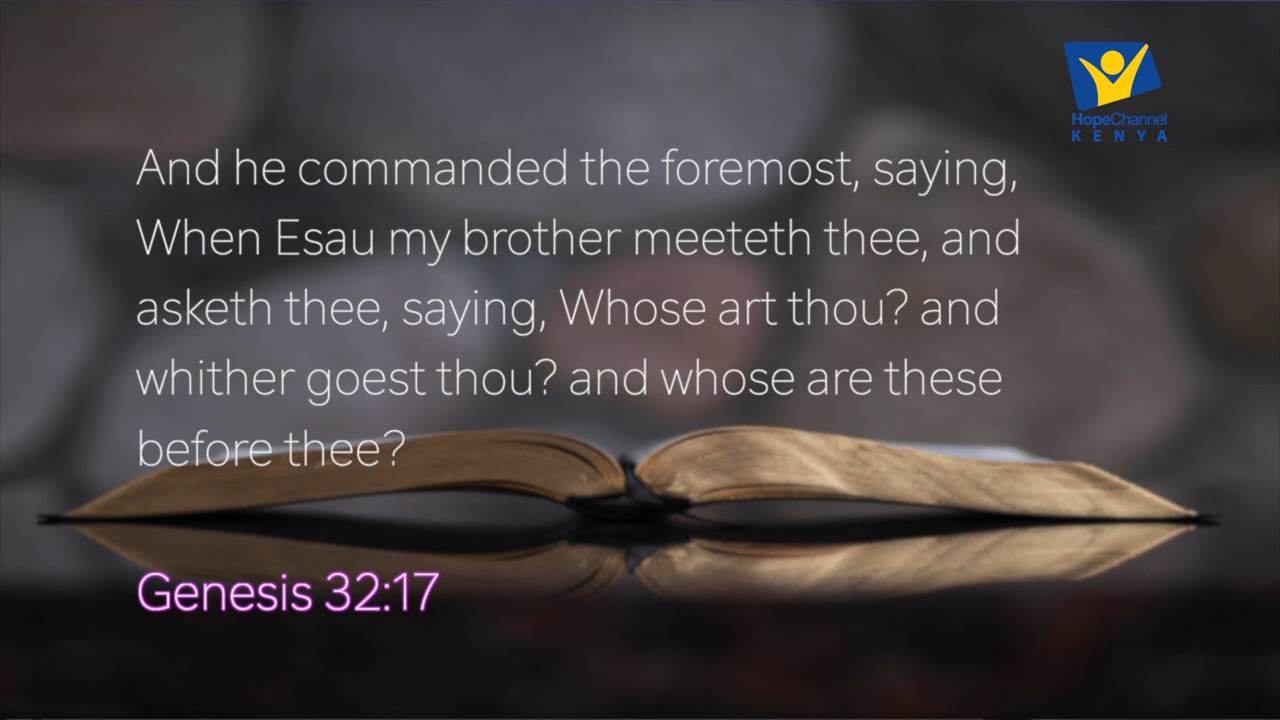 HopeChannel
KENYA
And he commanded the foremost, saying,
When Esau my brother meeteth thee, and
asketh thee, saying, Whose art thou? and
whither goest thou? and whose are these
before thee?
Genesis 32:17